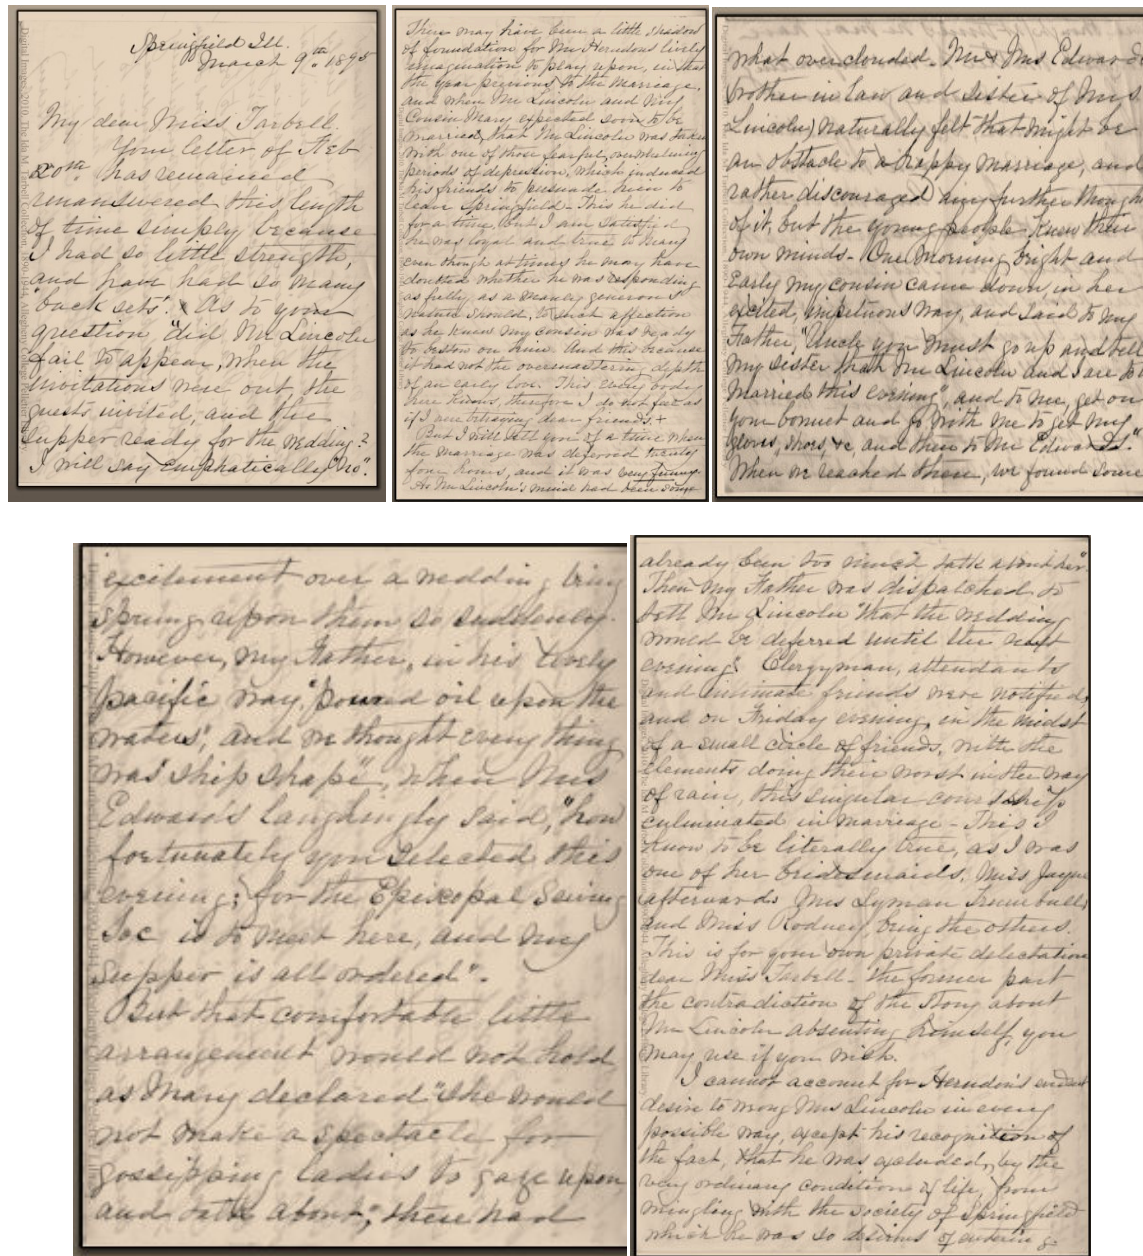 Springfield Ill.
March 9th 1895
My dear Miss Tarbell.
Your letter of Feb
20th has remained
unanswered this length
of time simply because
I had so little strength,
and have had so many
"back sets". As to your
question "did Mr Lincoln
fail to appear, when the
invitations were out the
guests invited, and the
supper ready for the wedding?
I will say emphatically "no".
There may have been a little shadow
of foundation for Mr Herndon's lively
imagination to play upon, in that
the year previous to the marriage,
and when Mr Lincoln and my
Cousin Mary expected soon to be
married, that Mr Lincoln was taken
with one of those fearful, overwhelming
periods of depression, which induced
his friends to persuade him to
leave Springfield - This he did
for a time, but I am satisfied
he was loyal and true to Mary
even though at times he may have
doubted whether he was responding
as fully, as a manly generous
nature should, to such affection
as he knew my cousin was ready
to bestow on him. And this because
it had not the overmastering depth
of an early love. This every body
here knows, therefore I do not feel as
if I were betraying dear friends. +
But I will tell you of a time when
the marriage was deferred twenty
four hours, and it was very funny.
As Mr Lincoln's mind had been some
what overclouded. Mr & Mrs Edwards
brother in law and sister of Mrs
Lincoln) naturally felt that might be
an obstacle to a happy marriage, and
rather discouraged any further thought
of it, but the young people knew their
own minds - One morning bright and
early my cousin came down, in her
excited, impetuous way, and said to my
Father, "Uncle you must go up and tell
my sister that Mr Lincoln and I are to be
married this evening", and to me, get on
your bonnet and go with me to get my
gloves, shoes, &c and then to Mr Edwards."
When we reached there, we found some
excitement over a wedding being
sprung upon them so suddenly.
However, my Father, in his lovely
pacific way "poured oil upon the
waters", and we thought every thing
was "ship shape", when Mrs
Edward's laughingly said, "how
fortunately you selected this
evening; for the Episcopal Sewing
Soc is to meet here, and my
supper is all ordered".
But that comfortable little
arrangement would not hold
as Mary declared "she would
not make a spectacle for
gossipping ladies to gaze upon
and talk about"; there had
already been too much talk about her".
Then my Father was dispatched to
tell Mr Lincoln "that the wedding
would be deferred until the next
evening". Clergyman, attendants
and intimate friends were notified,
and on Friday evening, in the midst
of a small circle of friends, with the
elements doing their worst in the way
of rain, this singular courtship
culminated in marriage - This I
know to be literally true, as I was
one of her bridesmaids, Miss Jayne
(afterwards Mrs Lyman Trumbull)
and Miss Rodney, being the others.
This is for your own private delectation
dear Miss Tarbell - the former part
the contradiction of the story about
Mr Lincoln absenting himself, you
may use if you wish.
I cannot account for Herndon's
desire to wrong Mrs Lincoln in every
possible way, except his recognition of
the fact, that he was excluded, by the
very ordinary condition of life, from
mingling with the society of Springfield
which he was so desirous of entering &